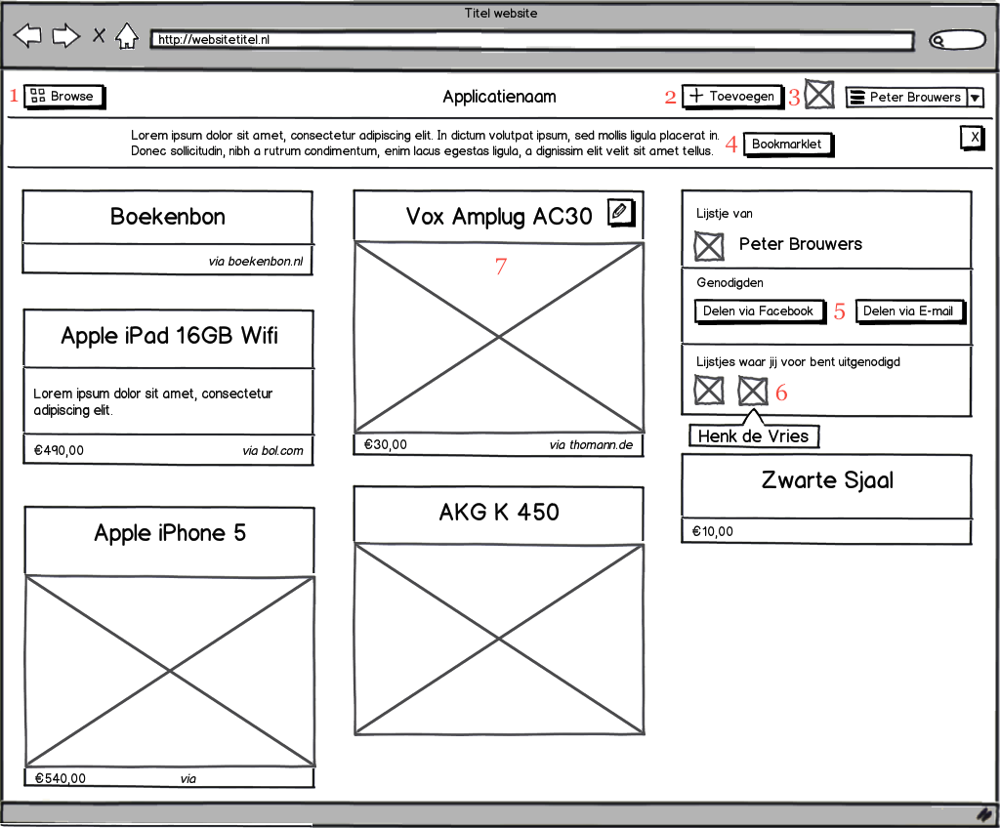 Titel website
http://websitetitel.nl
1 Browse
Applicatienaam
2 + Toevoegen 3 Peter Brouwers
Lorem ipsum dolor sit amet, consectetur adipiscing elit. In dictum volutpat ipsum, sed mollis ligula placerat in.
Donec sollicitudin, nibh a rutrum condimentum, enim lacus egestas ligula, a dignissim elit velit sit amet tellus.
4 Bookmarklet
X
Boekenbon
via boekenbon.nl
Apple iPad 16GB Wifi
Lorem ipsum dolor sit amet, consectetur
adipiscing elit.
€490,00 via bol.com
Apple iPhone 5
€540,00 via
Vox Amplug AC30
7
€30,00 via thomann.de
AKG K 450
Lijstje van
Peter Brouwers
Genodigden
Delen via Facebook 5 Delen via E-mail
Lijstjes waar jij voor bent uitgenodigd
6
Henk de Vries
Zwarte Sjaal
€10,00